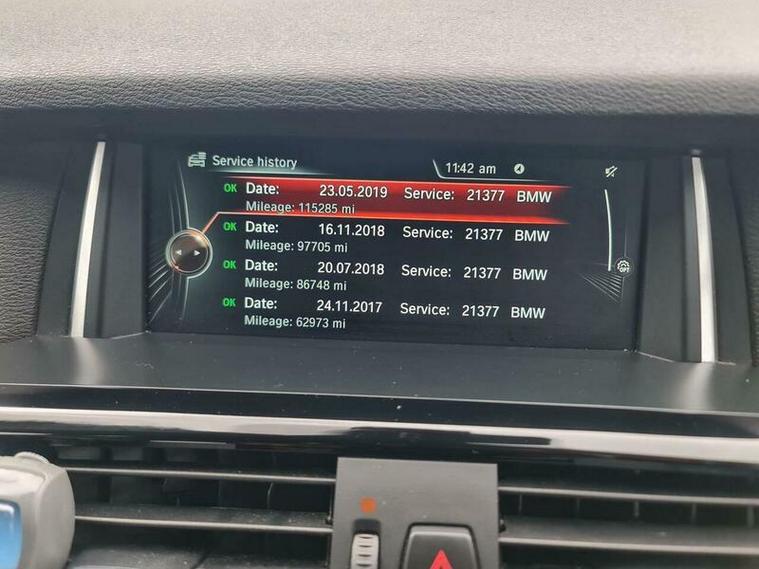 Service history 11:42 am
OK Date: 23.05.2019 Service: 21377 BMW
Mileage: 115285 mi
OK Date: 16.11.2018 Service: 21377 BMW
Mileage: 97705 mi
OK Date: 20.07.2018 Service: 21377 BMW
Mileage: 86748 mi
OK Date: 24.11.2017 Service: 21377 BMW
Mileage: 62973 mi
OPT